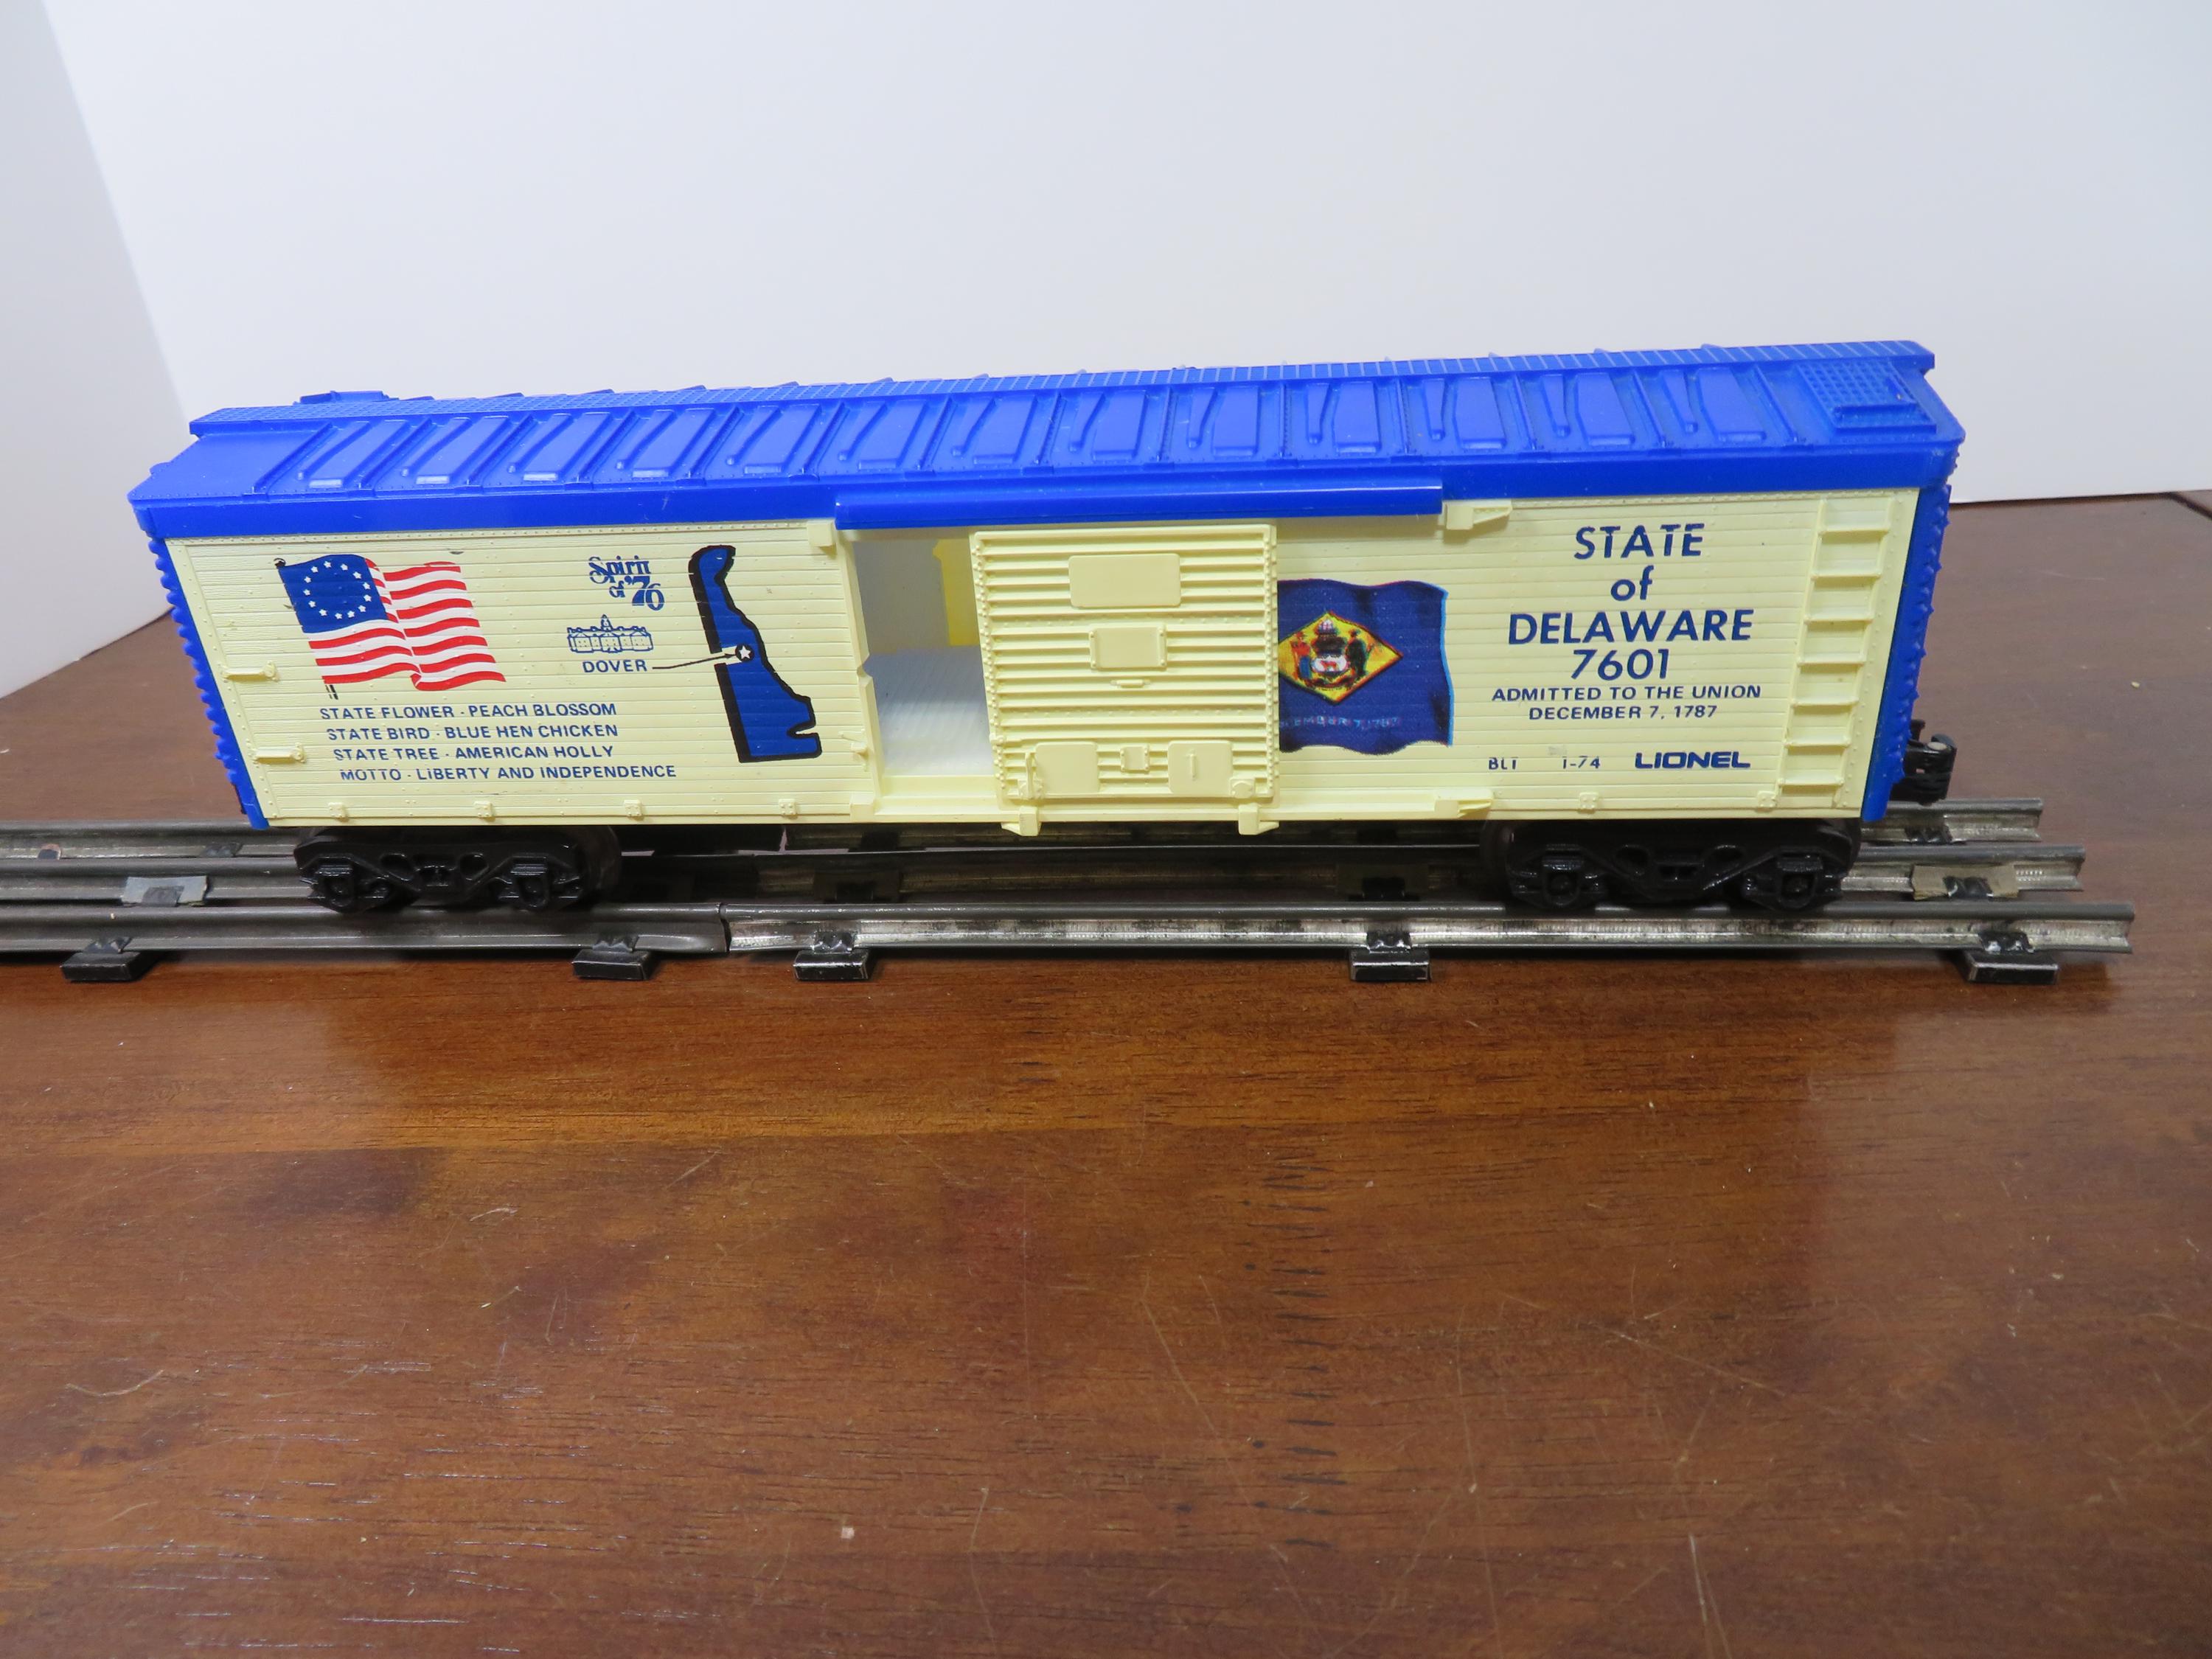 Spirit
of '76
DOVER
STATE FLOWER - PEACH BLOSSOM
STATE BIRD - BLUE HEN CHICKEN
STATE TREE - AMERICAN HOLLY
MOTTO - LIBERTY AND INDEPENDENCE
STATE
of
DELAWARE
7601
ADMITTED TO THE UNION
DECEMBER 7, 1787
BLT 1-74 LIONEL